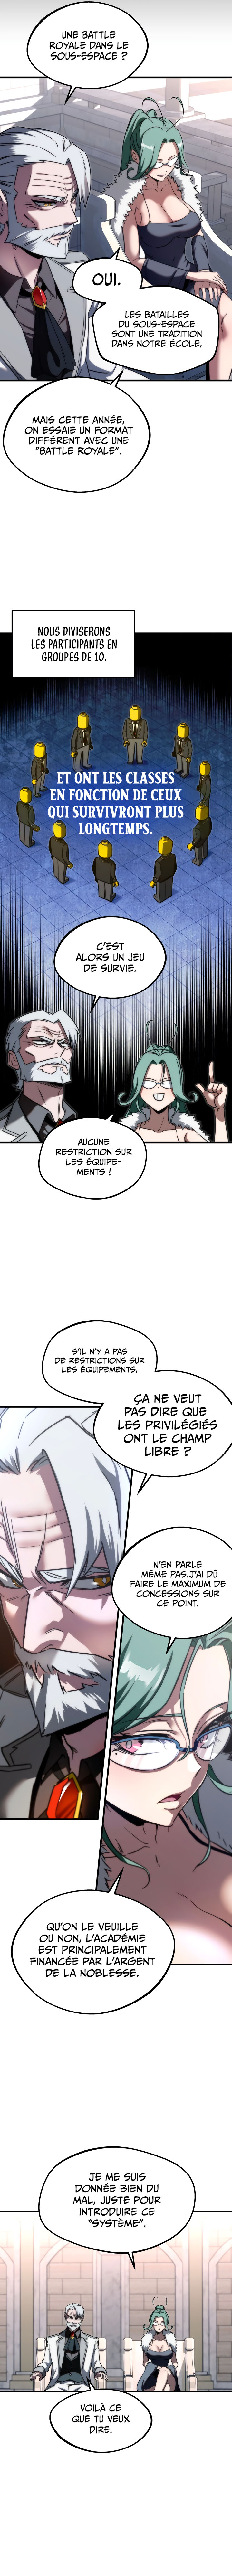 UNE BATTLE
ROYALE DANS LE
SOUS-ESPACE ?
OUI.
LES BATAILLES
DU SOUS-ESPACE
SONT UNE TRADITION
DANS NOTRE ÉCOLE,
MAIS CETTE ANNÉE,
ON ESSAIE UN FORMAT
DIFFÉRENT AVEC UNE
"BATTLE ROYALE".
NOUS DIVISERONS
LES PARTICIPANTS EN
GROUPES DE 10.
ET ONT LES CLASSES
EN FONCTION DE CEUX
QUI SURVIVRONT PLUS
LONGTEMPS.
C'EST
ALORS UN JEU
DE SURVIE.
AUCUNE
RESTRICTION SUR
LES ÉQUIPE-
MENTS !
S'IL N'Y A PAS
DE RESTRICTIONS SUR
LES ÉQUIPEMENTS,
ÇA NE VEUT
PAS DIRE QUE
LES PRIVILÉGIÉS
ONT LE CHAMP
LIBRE ?
N'EN PARLE
MÊME PAS.J'AI DÛ
FAIRE LE MAXIMUM DE
CONCESSIONS SUR
CE POINT.
QU'ON LE VEUILLE
OU NON, L'ACADÉMIE
EST PRINCIPALEMENT
FINANCÉE PAR L'ARGENT
DE LA NOBLESSE.
JE ME SUIS
DONNÉE BIEN DU
MAL, JUSTE POUR
INTRODUIRE CE
"SYSTÈME".
VOILÀ CE
QUE TU VEUX
DIRE.